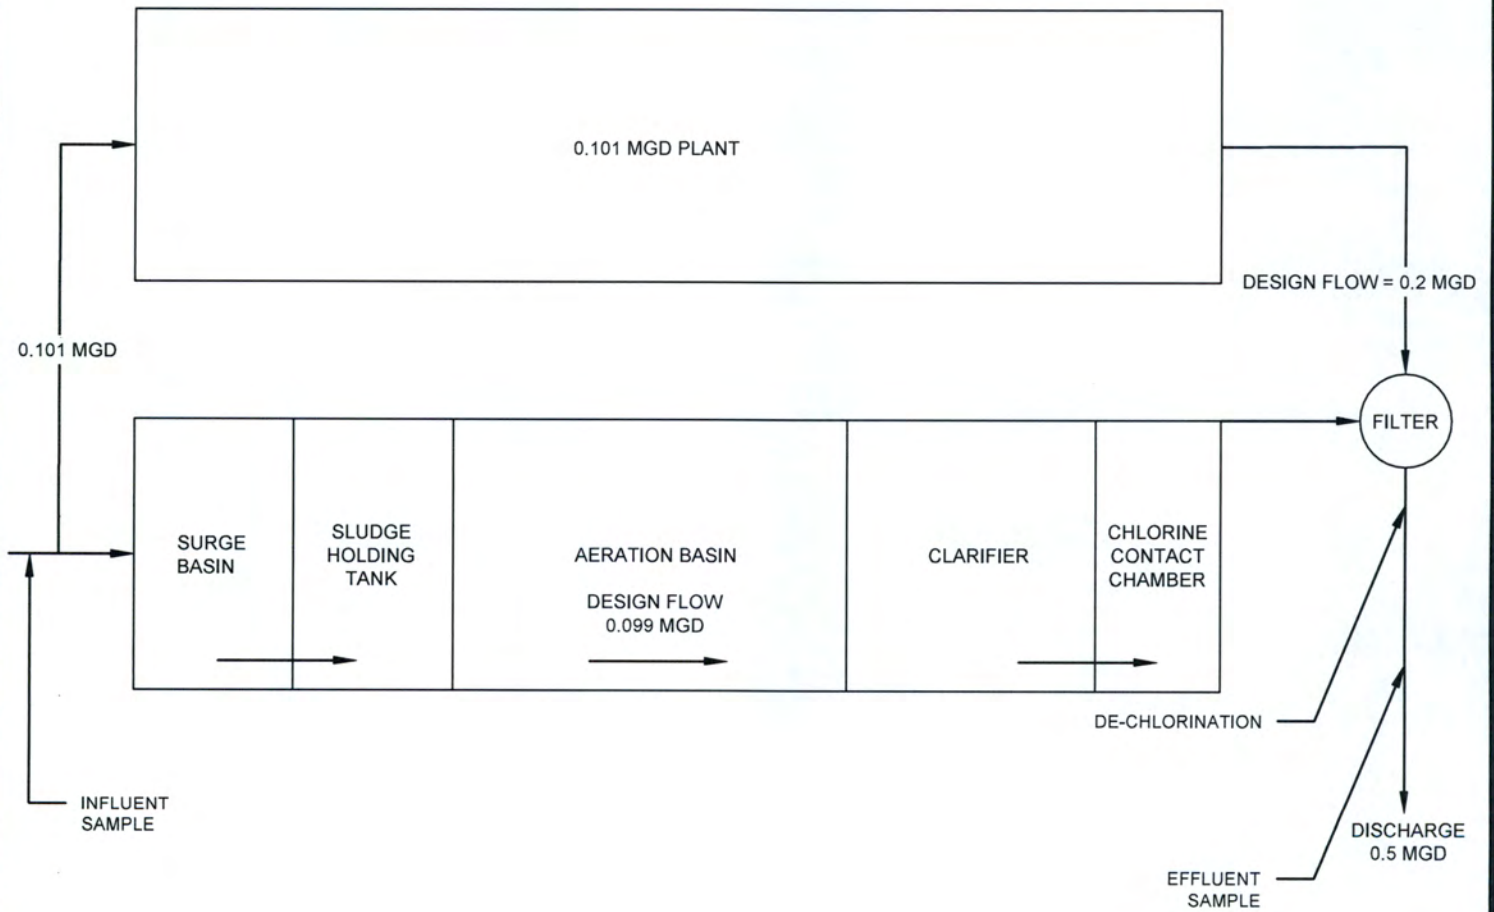 0.101 MGD PLANT
DESIGN FLOW = 0.2 MGD
0.101 MGD
FILTER
SURGE
BASIN
SLUDGE
HOLDING
TANK
AERATION BASIN
DESIGN FLOW
0.099 MGD
CLARIFIER
CHLORINE
CONTACT
CHAMBER
DE-CHLORINATION
INFLUENT
SAMPLE
DISCHARGE
0.5 MGD
EFFLUENT
SAMPLE